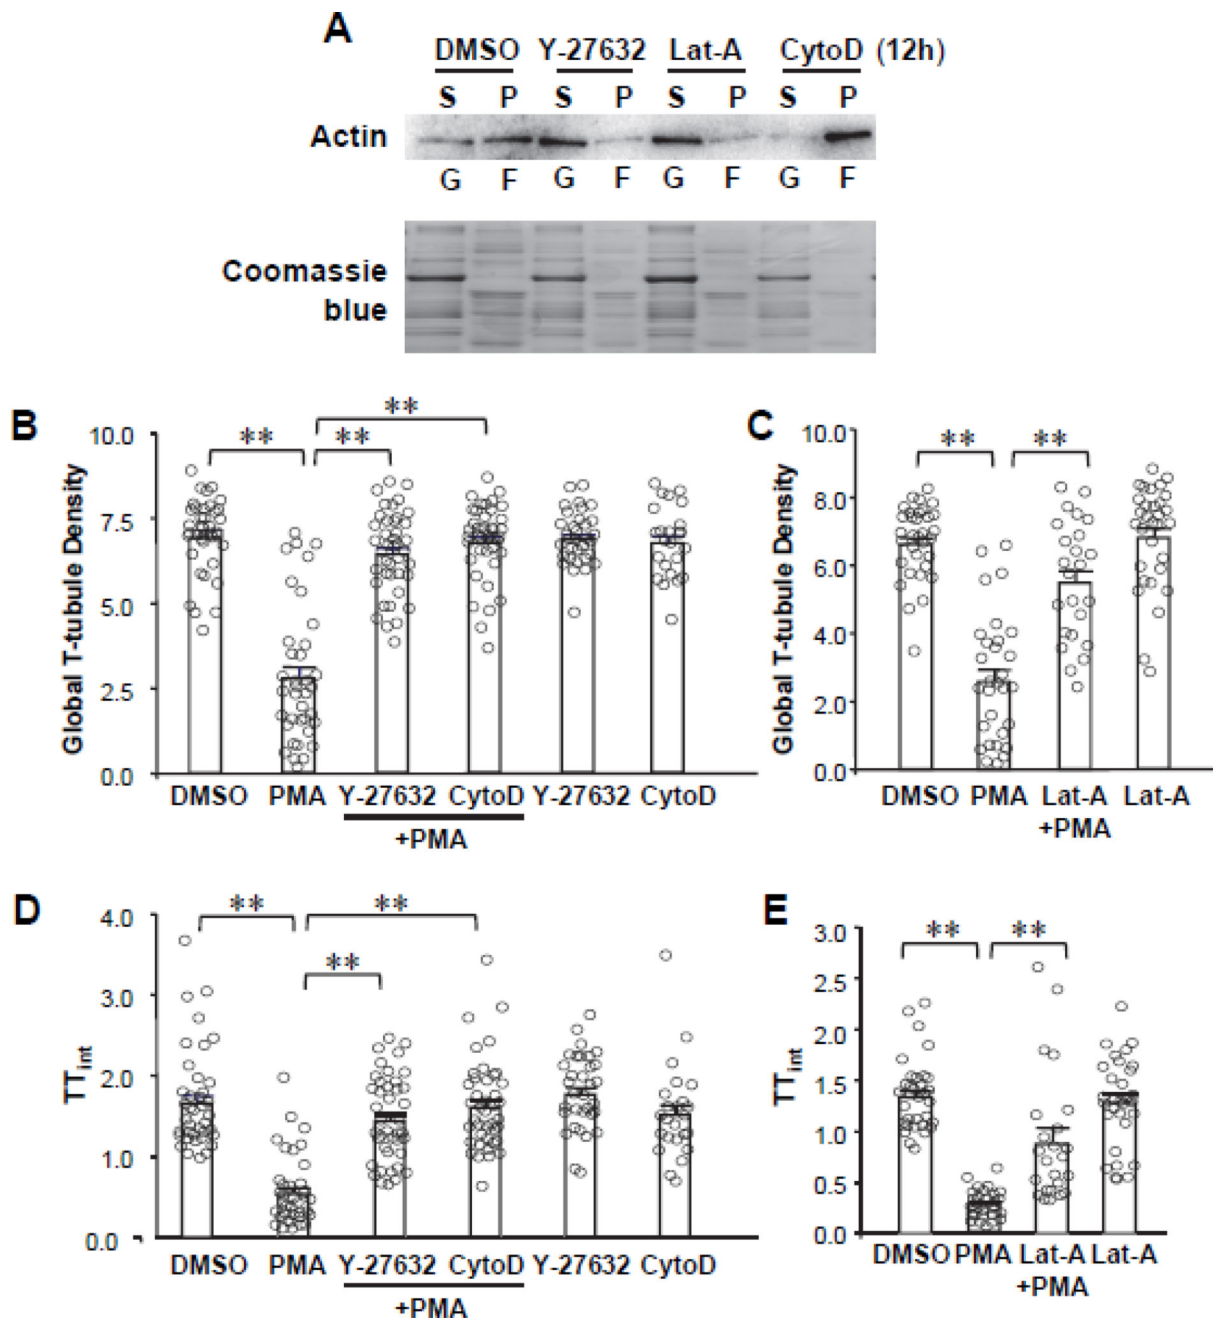 A
DMSO Y-27632 Lat-A CytoD (12h)
S P S P S P S P
Actin
G F G F G F G F
Coomassie
blue
B
**
** **
Global T-tubule Density
10.0
7.5
5.0
2.5
0.0
DMSO PMA Y-27632 CytoD Y-27632 CytoD
+PMA
C
** **
Global T-tubule Density
10.0
8.0
6.0
4.0
2.0
0.0
DMSO PMA Lat-A Lat-A
+PMA
D
** **
**
TTint
4.0
3.0
2.0
1.0
0.0
DMSO PMA Y-27632 CytoD Y-27632 CytoD
+PMA
E
** **
TTint
3.0
2.5
2.0
1.5
1.0
0.5
0.0
DMSO PMA Lat-A Lat-A
+PMA